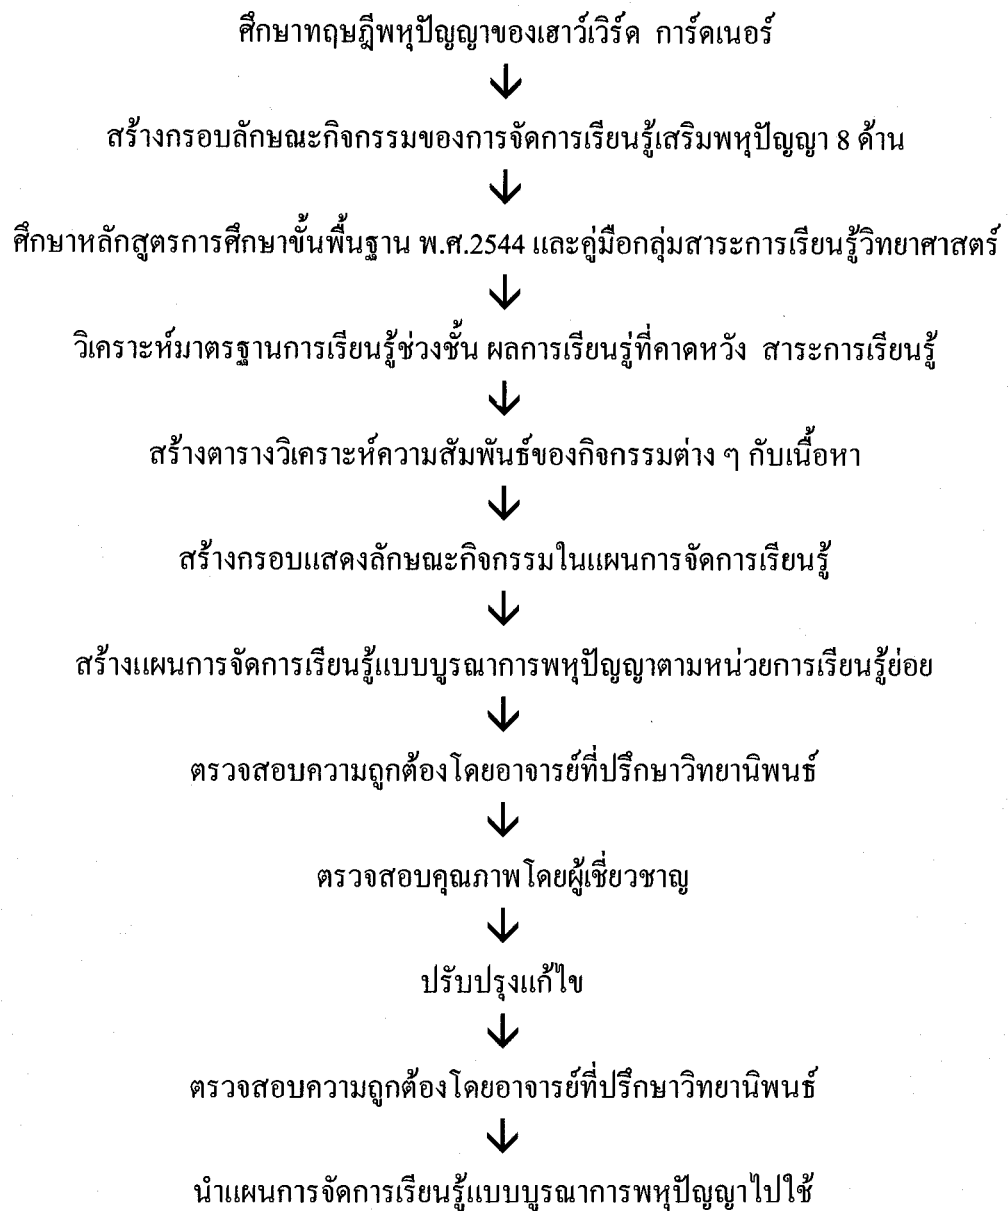 ศึกษาทฤษฎีพหุปัญญาของเฮาว์เวิร์ด การ์ดเนอร์
↓
สร้างกรอบลักษณะกิจกรรมของการจัดการเรียนรู้เสริมพหุปัญญา 8 ด้าน
↓
ศึกษาหลักสูตรการศึกษาขั้นพื้นฐาน พ.ศ.2544 และคู่มือกลุ่มสาระการเรียนรู้วิทยาศาสตร์
↓
วิเคราะห์มาตรฐานการเรียนรู้ช่วงชั้น ผลการเรียนรู่ที่คาดหวัง สาระการเรียนรู้
↓
สร้างตารางวิเคราะห์ความสัมพันธ์ของกิจกรรมต่าง ๆ กับเนื้อหา
↓
สร้างกรอบแสดงลักษณะกิจกรรมในแผนการจัดการเรียนรู้
↓
สร้างแผนการจัดการเรียนรู้แบบบูรณาการพหุปัญญาตามหน่วยการเรียนรู้ย่อย
↓
ตรวจสอบความถูกต้องโดยอาจารย์ที่ปรึกษาวิทยานิพนธ์
↓
ตรวจสอบคุณภาพโดยผู้เชี่ยวชาญ
↓
ปรับปรุงแก้ไข
↓
ตรวจสอบความถูกต้องโดยอาจารย์ที่ปรึกษาวิทยานิพนธ์
↓
นำแผนการจัดการเรียนรู้แบบบูรณาการพหุปัญญาไปใช้